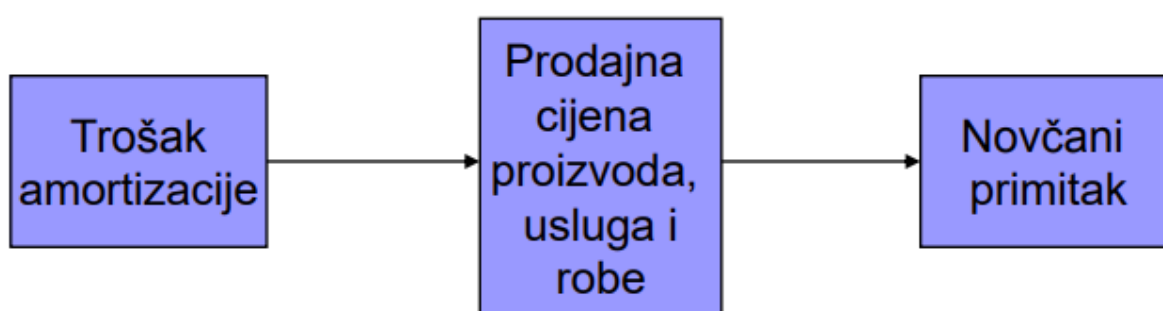 Trošak
amortizacije
Prodajna
cijena
proizvoda,
usluga i
robe
Novčani
primitak